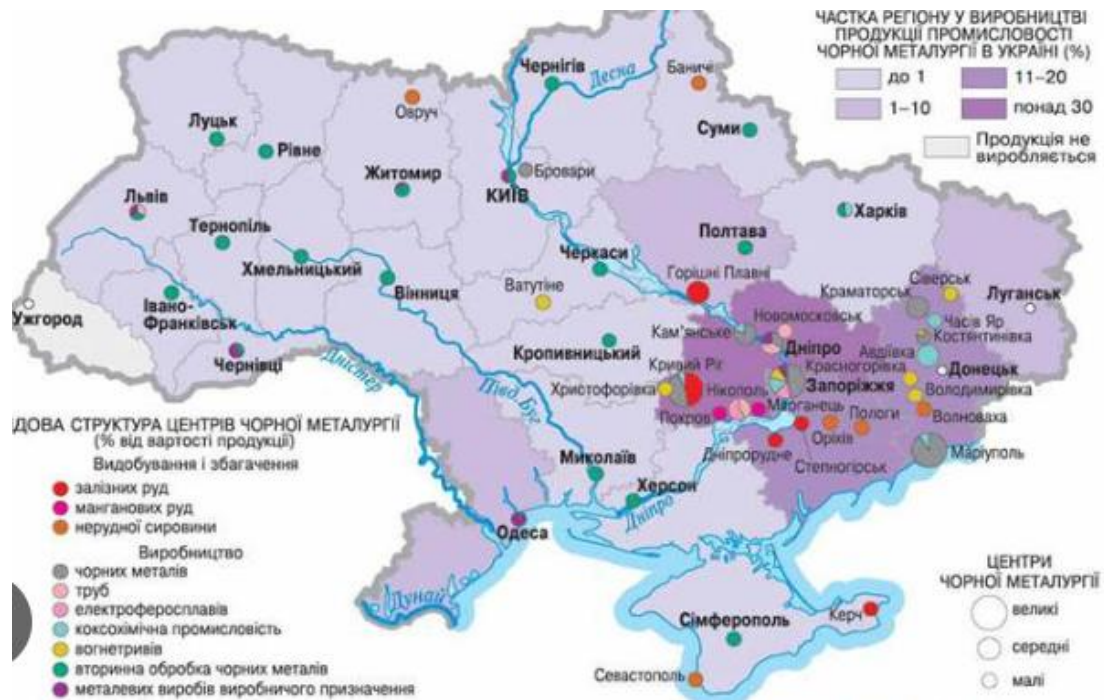 ЧАСТКА РЕГІОНУ У ВИРОБНИЦТВІ
ПРОДУКЦІЇ ПРОМИСЛОВОСТІ
ЧОРНОЇ МЕТАЛУРГІЇ В УКРАЇНІ (%)
до 1
11–20
1–10
понад 30
Продукція не
виробляється
Чернігів
Десна
Баничі
Овруч
Луцьк
Рівне
Суми
Житомир
КИЇВ
Бровари
Львів
Тернопіль
Хмельницький
Харків
Полтава
Черкаси
Горішні Плавні
Вінниця
Ватутіне
Сіверськ
Краматорськ
Луганськ
Ужгород
Івано-
Франківськ
Чернівці
Дністер
Півд. Буг
Кропивницький
Кам'янське
Новомосковськ
Дніпро
Часів Яр
Костянтинівка
Авдіївка
Донецьк
Кривий Ріг
Красногорівка
Христофорівка
Нікополь
Запоріжжя
Володимирівка
Покров
Марганець
Пологи
Волноваха
Оріхів
Дніпрорудне
Степногірськ
Маріуполь
Миколаїв
Херсон
Дніпро
Одеса
Дунай
Сімферополь
Керч
Севастополь
ДОВА СТРУКТУРА ЦЕНТРІВ ЧОРНОЇ МЕТАЛУРГІЇ
(% від вартості продукції)
Видобування і збагачення
залізних руд
манганових руд
нерудної сировини
Виробництво
чорних металів
труб
електроферосплавів
коксохімічна промисловість
вогнетривів
вторинна обробка чорних металів
металевих виробів виробничого призначення
ЦЕНТРИ
ЧОРНОЇ МЕТАЛУРГІЇ
великі
середні
малі